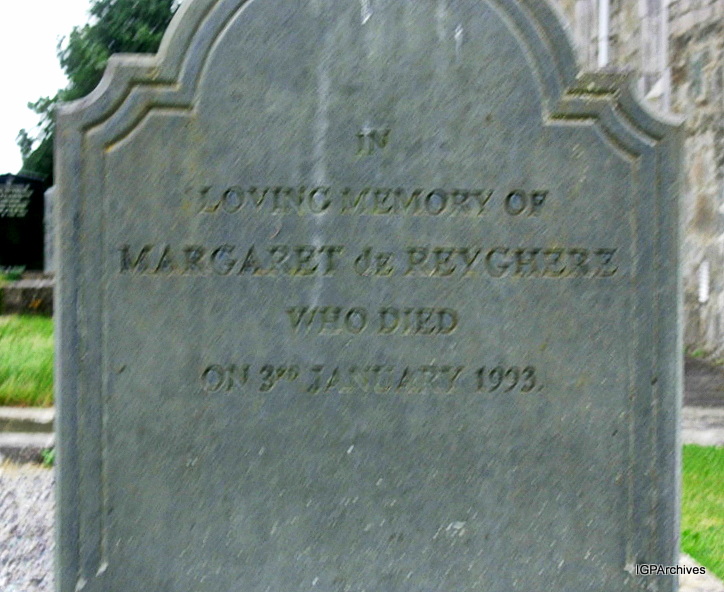 IN
LOVING MEMORY OF
MARGARET de REYGHERE
WHO DIED
ON 3RD JANUARY 1993.
IGPArchives